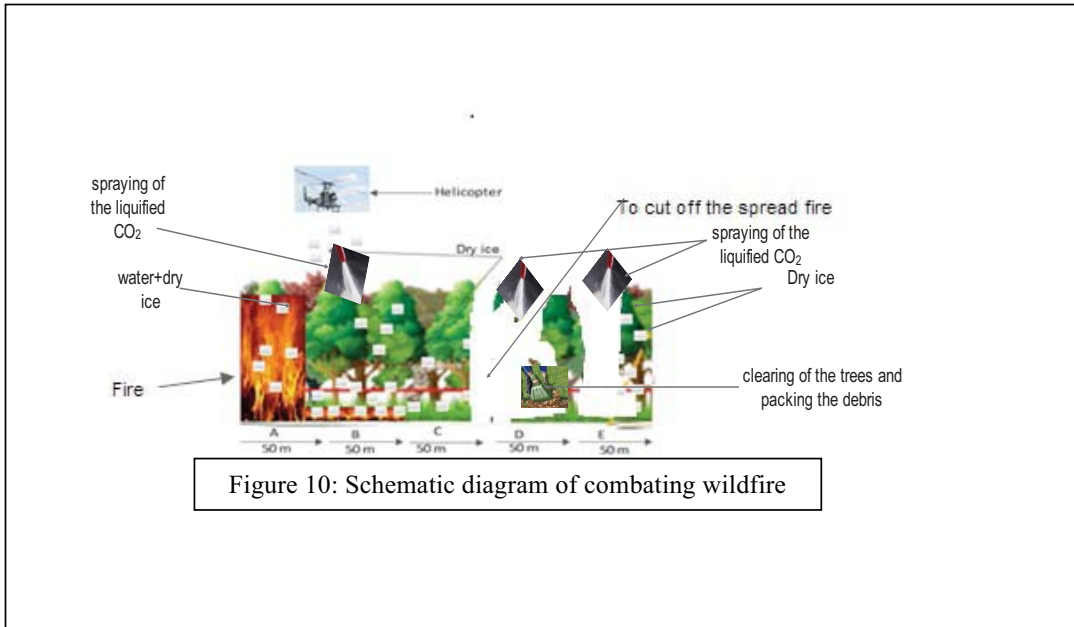 spraying of
the liquified
CO₂
Helicopter
To cut off the spread fire
spraying of the
liquified CO₂
Dry ice
Dry ice
water+dry
ice
Fire
clearing of the trees and
packing the debris
A B C D E
50 m 50 m 50 m 50 m 50 m
Figure 10: Schematic diagram of combating wildfire